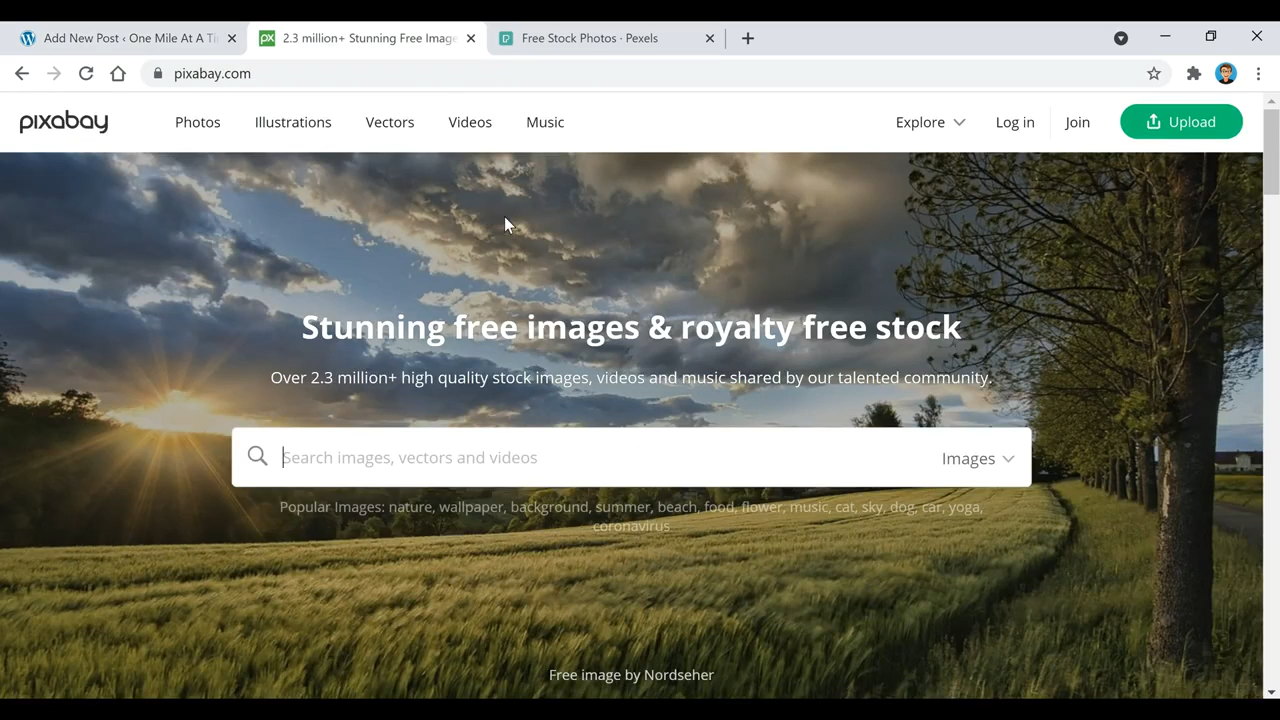 Add New Post ‹ One Mile At A Ti
2.3 million+ Stunning Free Image
Free Stock Photos · Pexels
pixabay.com
pixabay
Photos
Illustrations
Vectors
Videos
Music
Explore
Log in
Join
Upload
Stunning free images & royalty free stock
Over 2.3 million+ high quality stock images, videos and music shared by our talented community.
Search images, vectors and videos
Images
Popular Images: nature, wallpaper, background, summer, beach, food, flower, music, cat, sky, dog, car, yoga,
coronavirus
Free image by Nordseher